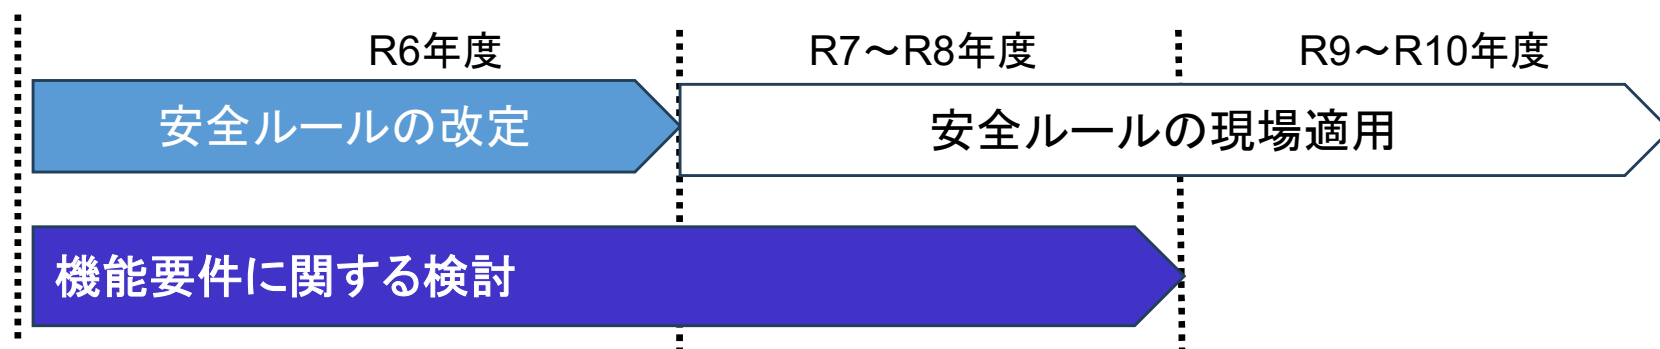 R6年度
R7～R8年度
R9～R10年度
安全ルールの改定
安全ルールの現場適用
機能要件に関する検討